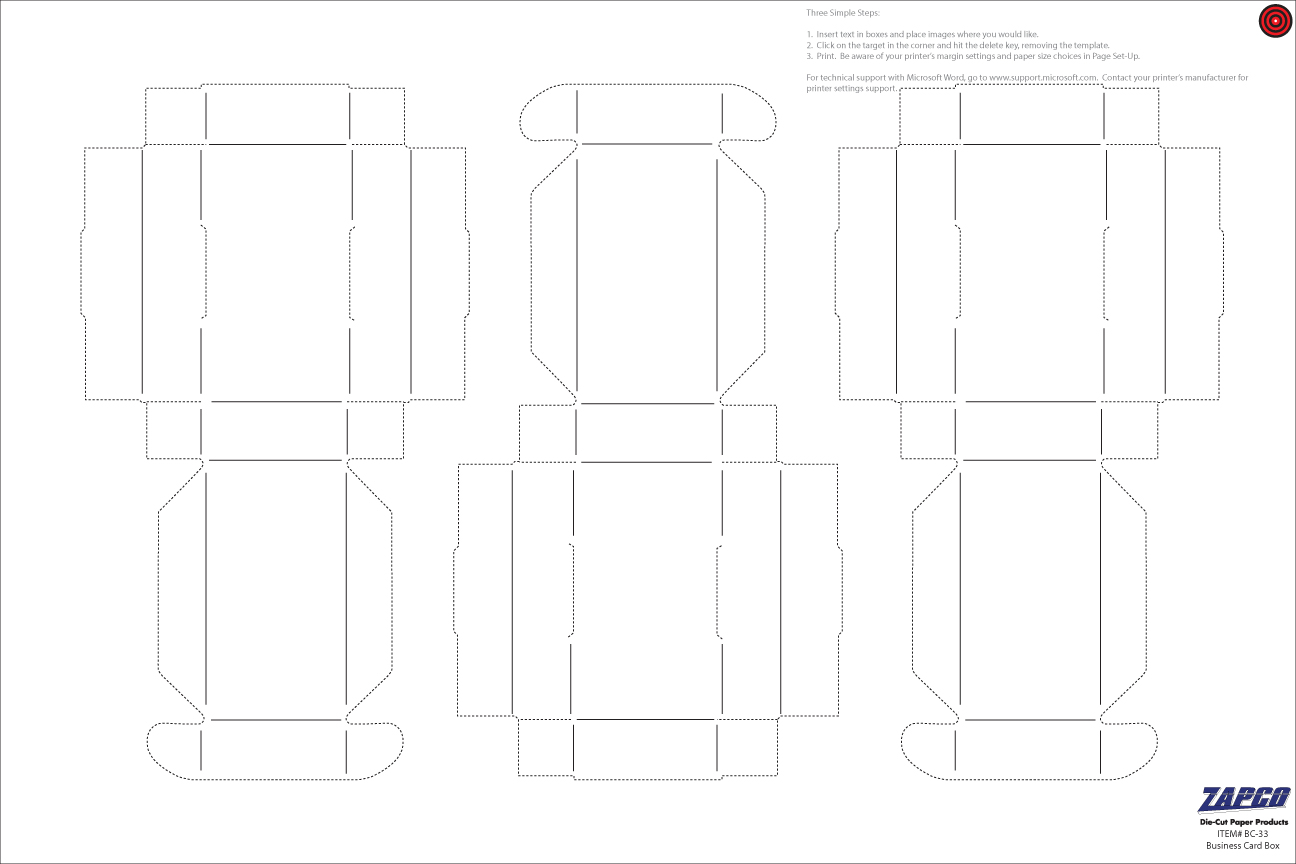 Three Simple Steps:
1.  Insert text in boxes and place images where you would like.
2.  Click on the target in the corner and hit the delete key, removing the template.
3.  Print.  Be aware of your printer's margin settings and paper size choices in Page Set-Up.
For technical support with Microsoft Word, go to www.support.microsoft.com.  Contact your printer's manufacturer for
printer settings support.
ZAPCO
Die-Cut Paper Products
ITEM# BC-33
Business Card Box